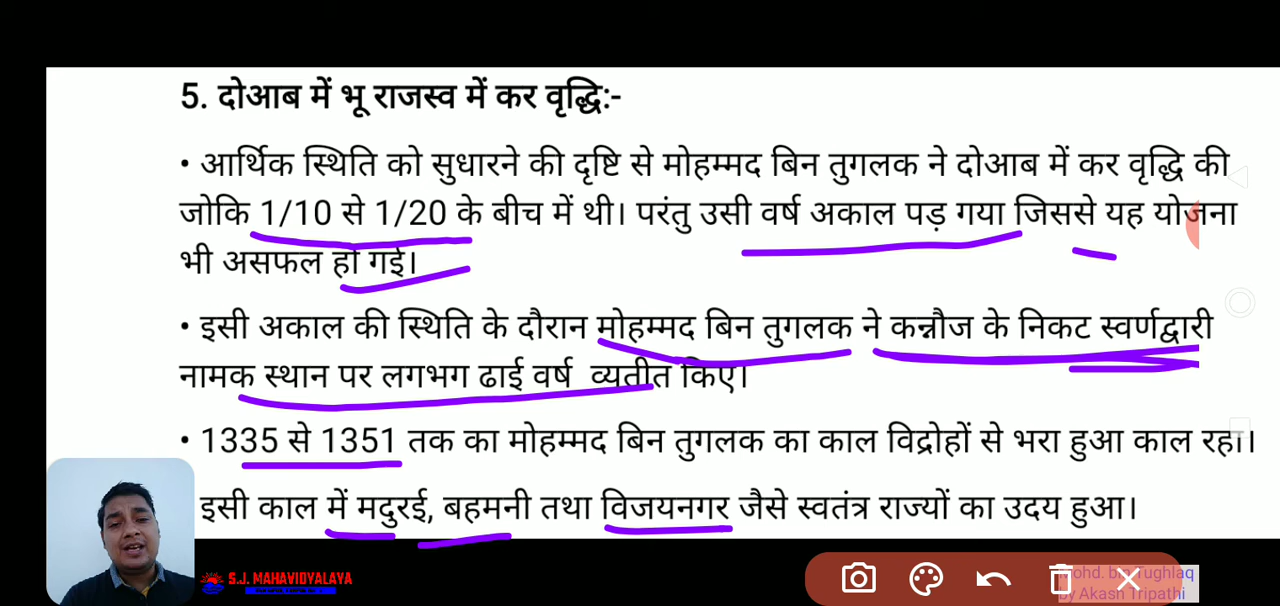 5. दोआब में भू राजस्व में कर वृद्धि:-
• आर्थिक स्थिति को सुधारने की दृष्टि से मोहम्मद बिन तुगलक ने दोआब में कर वृद्धि की
जोकि 1/10 से 1/20 के बीच में थी। परंतु उसी वर्ष अकाल पड़ गया जिससे यह योजना
भी असफल हो गई।
• इसी अकाल की स्थिति के दौरान मोहम्मद बिन तुगलक ने कन्नौज के निकट स्वर्णद्वारी
नामक स्थान पर लगभग ढाई वर्ष व्यतीत किए।
• 1335 से 1351 तक का मोहम्मद बिन तुगलक का काल विद्रोहों से भरा हुआ काल रहा।
इसी काल में मदुरई, बहमनी तथा विजयनगर जैसे स्वतंत्र राज्यों का उदय हुआ।
S.J. MAHAVIDYALAYA
Mohd. bin Tughlaq
by Akash Tripathi